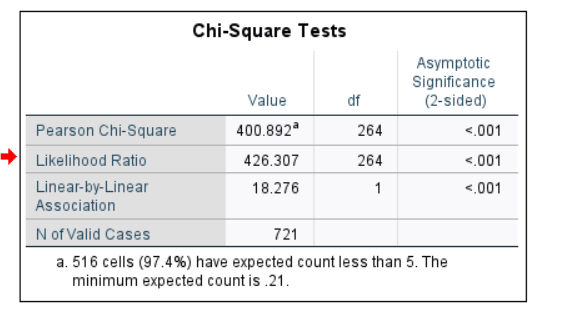 Chi-Square Tests
Value df Asymptotic Significance (2-sided)
Pearson Chi-Square 400.892a 264 <.001
Likelihood Ratio 426.307 264 <.001
Linear-by-Linear Association 18.276 1 <.001
N of Valid Cases 721
a. 516 cells (97.4%) have expected count less than 5. The
minimum expected count is .21.